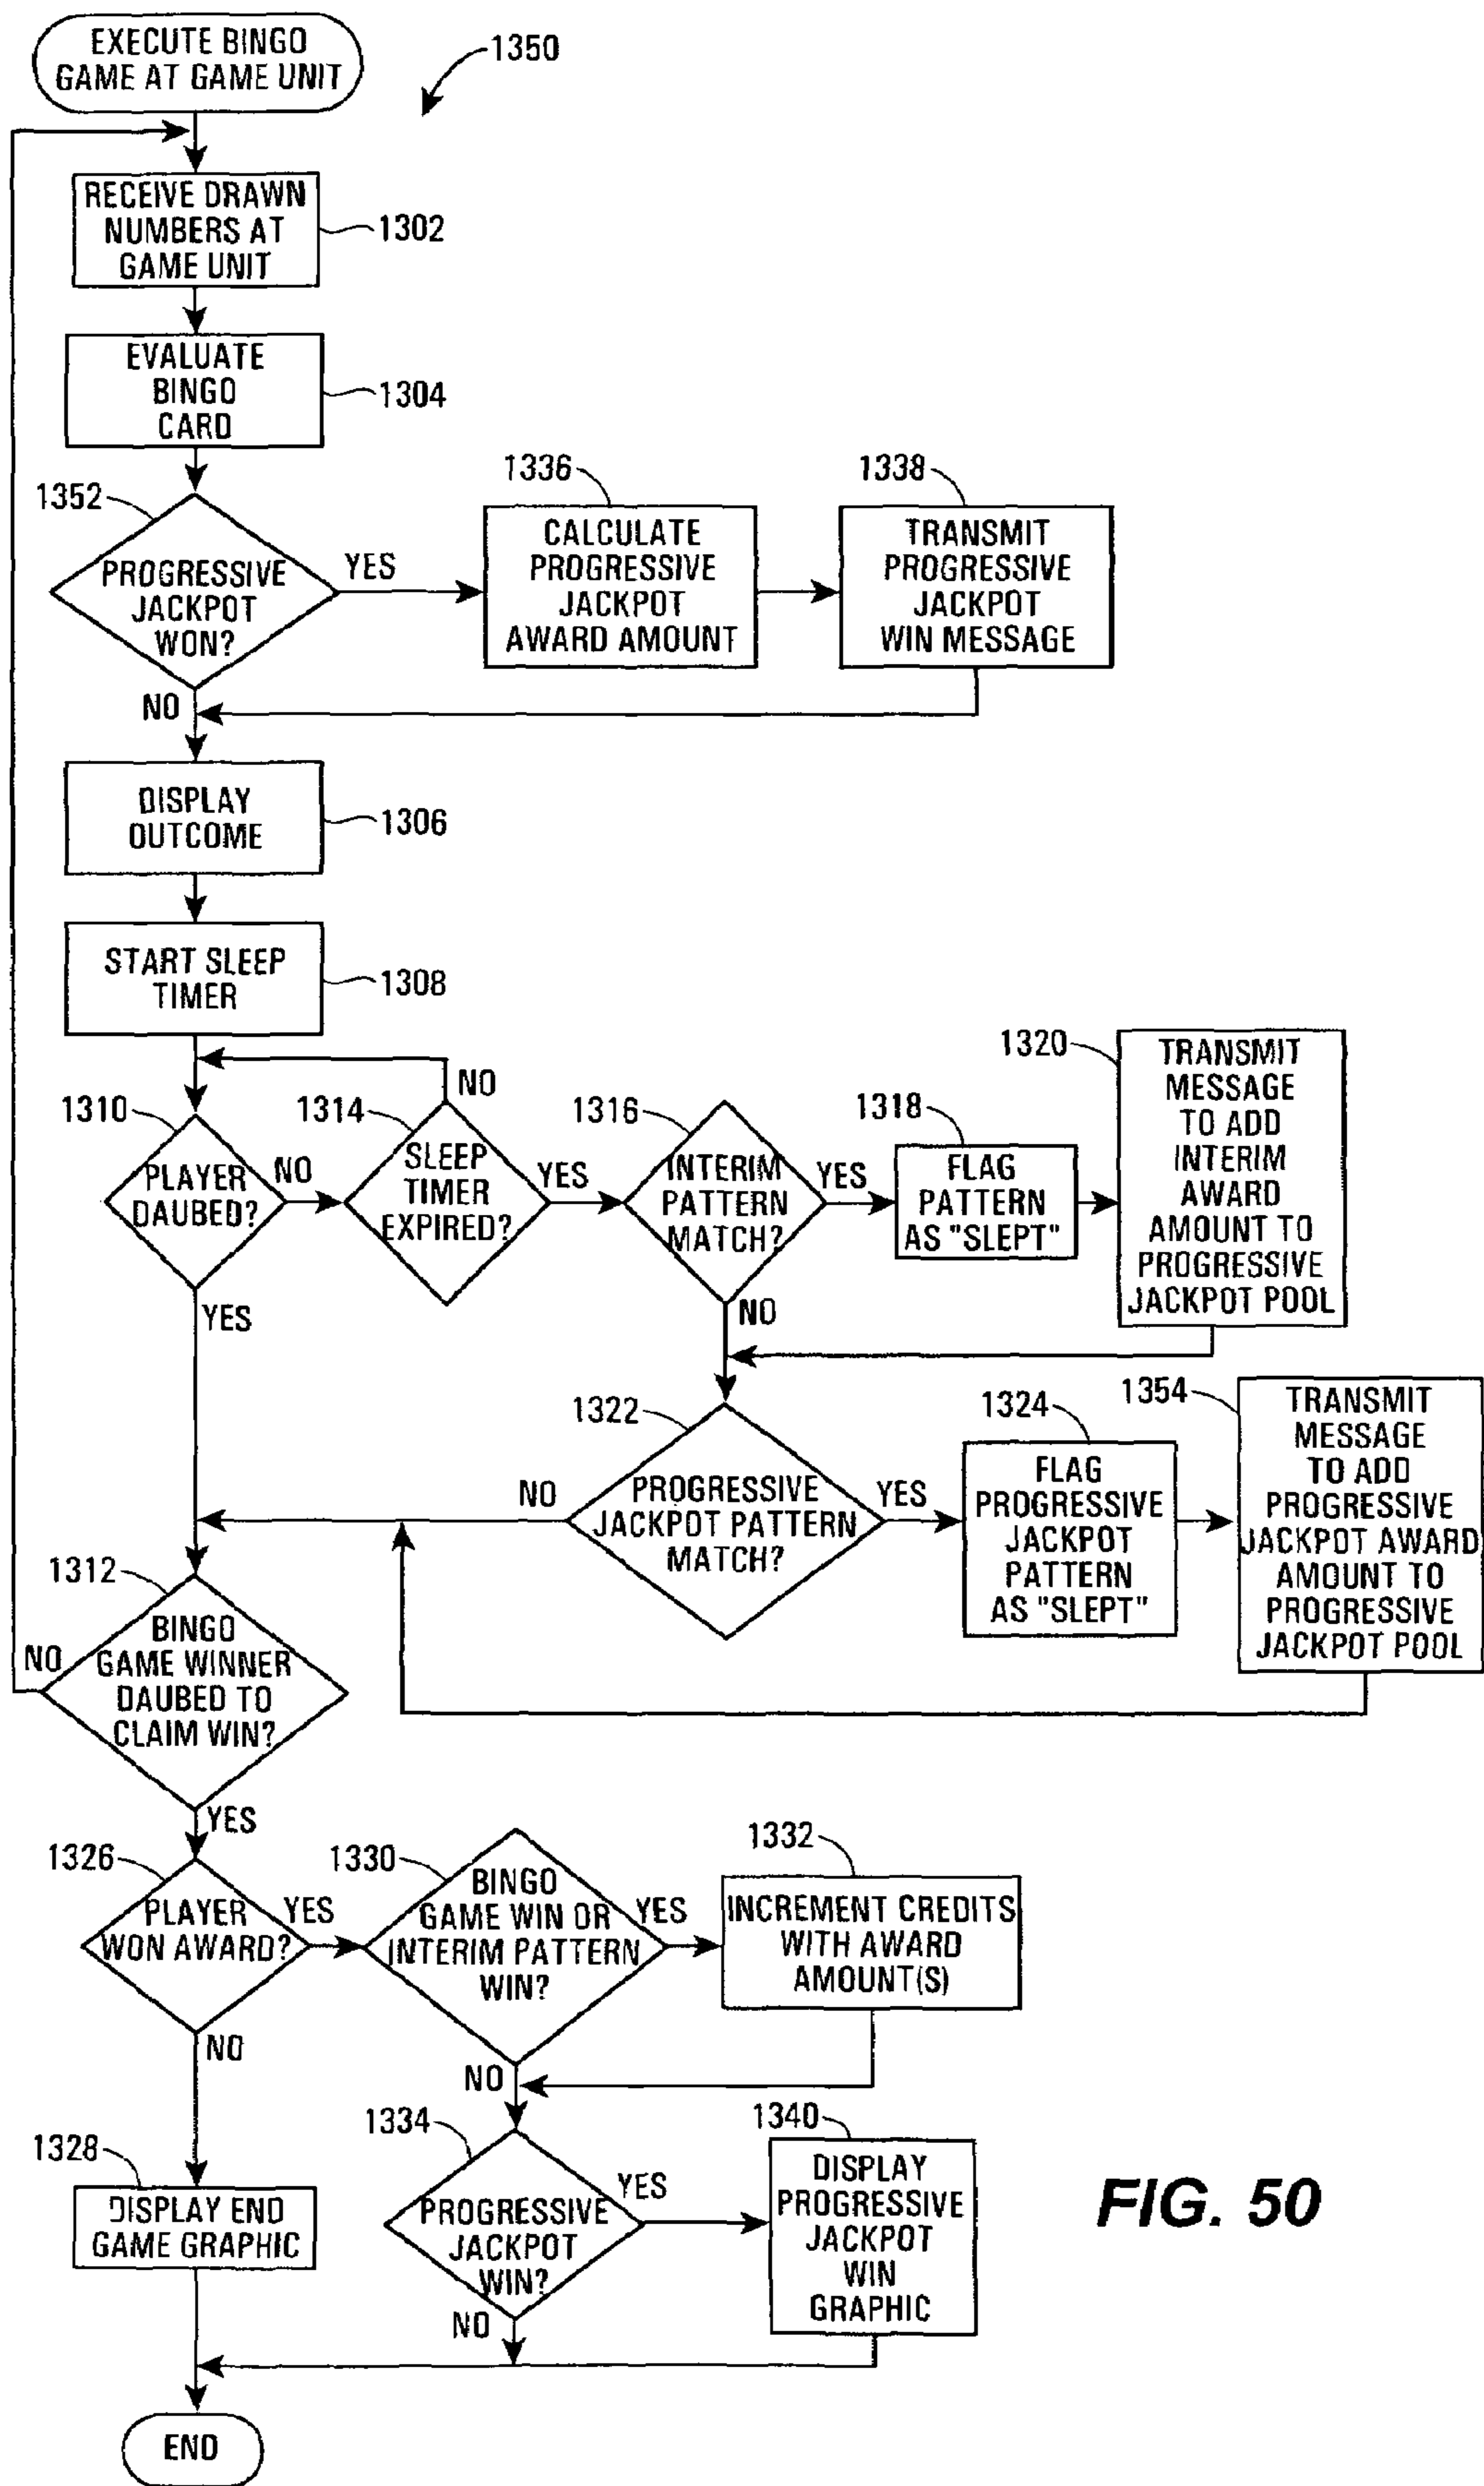 EXECUTE BINGO
GAME AT GAME UNIT
1350
RECEIVE DRAWN
NUMBERS AT
GAME UNIT
1302
EVALUATE
BINGO
CARD
1304
1352
PROGRESSIVE
JACKPOT
WON?
YES
NO
1336
CALCULATE
PROGRESSIVE
JACKPOT
AWARD AMOUNT
1338
TRANSMIT
PROGRESSIVE
JACKPOT
WIN MESSAGE
DISPLAY
OUTCOME
1306
START SLEEP
TIMER
1308
1310
PLAYER
DAUBED?
NO
YES
1314
SLEEP
TIMER
EXPIRED?
NO
YES
1316
INTERIM
PATTERN
MATCH?
YES
NO
1318
FLAG
PATTERN
AS "SLEPT"
1320
TRANSMIT
MESSAGE
TO ADD
INTERIM
AWARD
AMOUNT TO
PROGRESSIVE
JACKPOT POOL
1322
PROGRESSIVE
JACKPOT PATTERN
MATCH?
NO
YES
1324
FLAG
PROGRESSIVE
JACKPOT
PATTERN
AS "SLEPT"
1354
TRANSMIT
MESSAGE
TO ADD
PROGRESSIVE
JACKPOT AWARD
AMOUNT TO
PROGRESSIVE
JACKPOT POOL
1312
BINGO
GAME WINNER
DAUBED TO
CLAIM WIN?
NO
YES
1326
PLAYER
WON AWARD?
YES
NO
1330
BINGO
GAME WIN OR
INTERIM PATTERN
WIN?
YES
NO
1332
INCREMENT CREDITS
WITH AWARD
AMOUNT(S)
1334
PROGRESSIVE
JACKPOT
WIN?
YES
NO
1340
DISPLAY
PROGRESSIVE
JACKPOT
WIN
GRAPHIC
1328
DISPLAY END
GAME GRAPHIC
END
FIG. 50